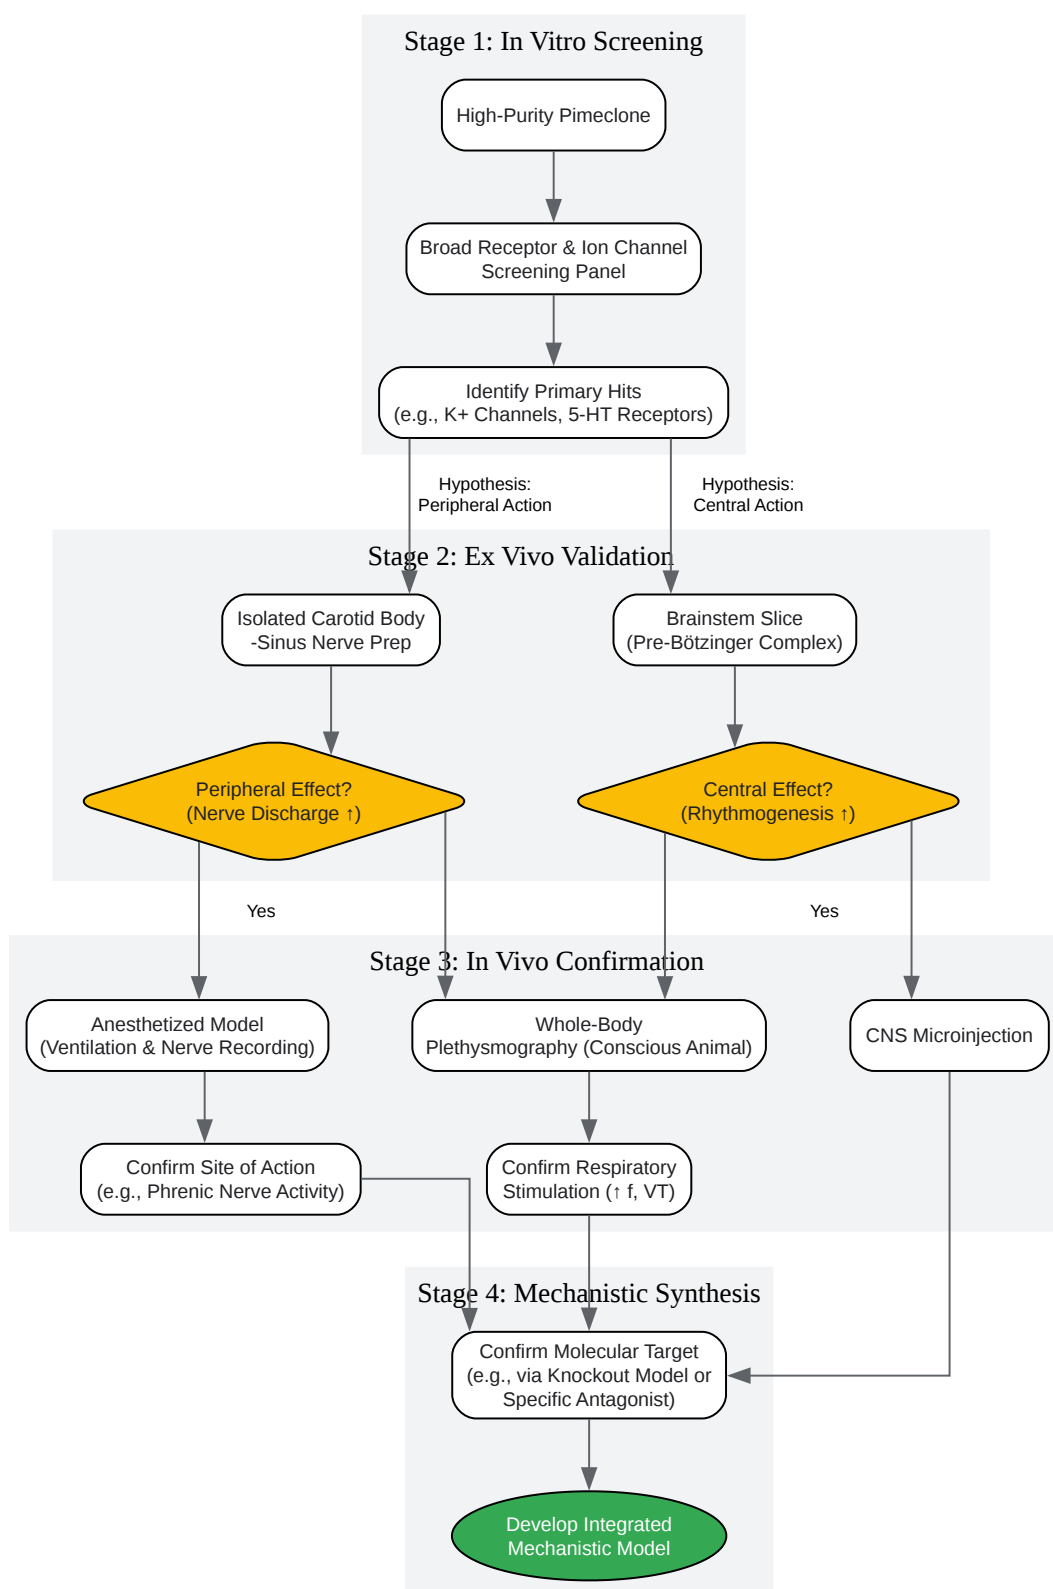 Stage 1: In Vitro Screening
High-Purity Pimeclone
Broad Receptor & Ion Channel
Screening Panel
Identify Primary Hits
(e.g., K+ Channels, 5-HT Receptors)
Hypothesis:
Peripheral Action
Hypothesis:
Central Action
Stage 2: Ex Vivo Validation
Isolated Carotid Body
-Sinus Nerve Prep
Brainstem Slice
(Pre-Bötzinger Complex)
Peripheral Effect?
(Nerve Discharge ↑)
Central Effect?
(Rhythmogenesis ↑)
Yes
Yes
Stage 3: In Vivo Confirmation
Anesthetized Model
(Ventilation & Nerve Recording)
Whole-Body
Plethysmography (Conscious Animal)
CNS Microinjection
Confirm Site of Action
(e.g., Phrenic Nerve Activity)
Confirm Respiratory
Stimulation (↑ f, VT)
Stage 4: Mechanistic Synthesis
Confirm Molecular Target
(e.g., via Knockout Model or
Specific Antagonist)
Develop Integrated
Mechanistic Model